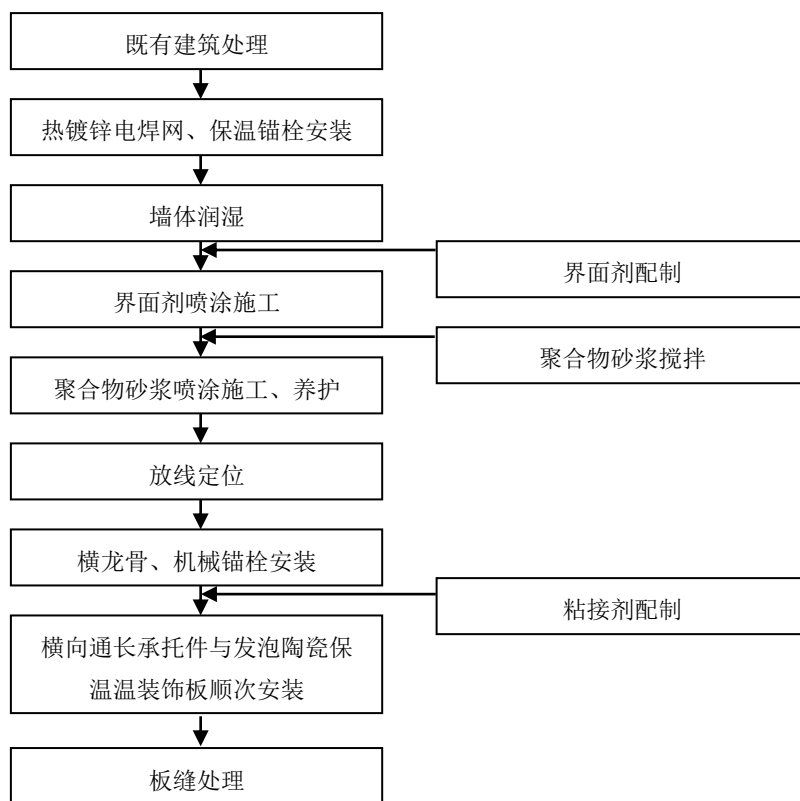 既有建筑处理
热镀锌电焊网、保温锚栓安装
墙体润湿
界面剂配制
界面剂喷涂施工
聚合物砂浆搅拌
聚合物砂浆喷涂施工、养护
放线定位
横龙骨、机械锚栓安装
粘接剂配制
横向通长承托件与发泡陶瓷保
温温装饰板顺次安装
板缝处理